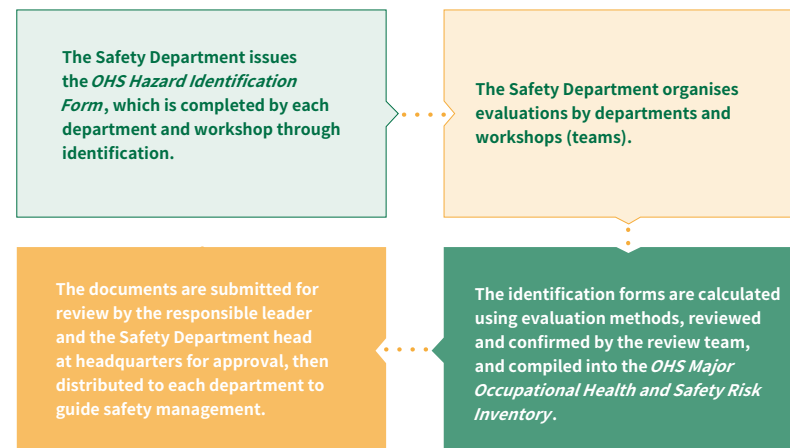 The Safety Department issues
the OHS Hazard Identification
Form, which is completed by each
department and workshop through
identification.
The Safety Department organises
evaluations by departments and
workshops (teams).
The identification forms are calculated
using evaluation methods, reviewed
and confirmed by the review team,
and compiled into the OHS Major
Occupational Health and Safety Risk
Inventory.
The documents are submitted for
review by the responsible leader
and the Safety Department head
at headquarters for approval, then
distributed to each department to
guide safety management.